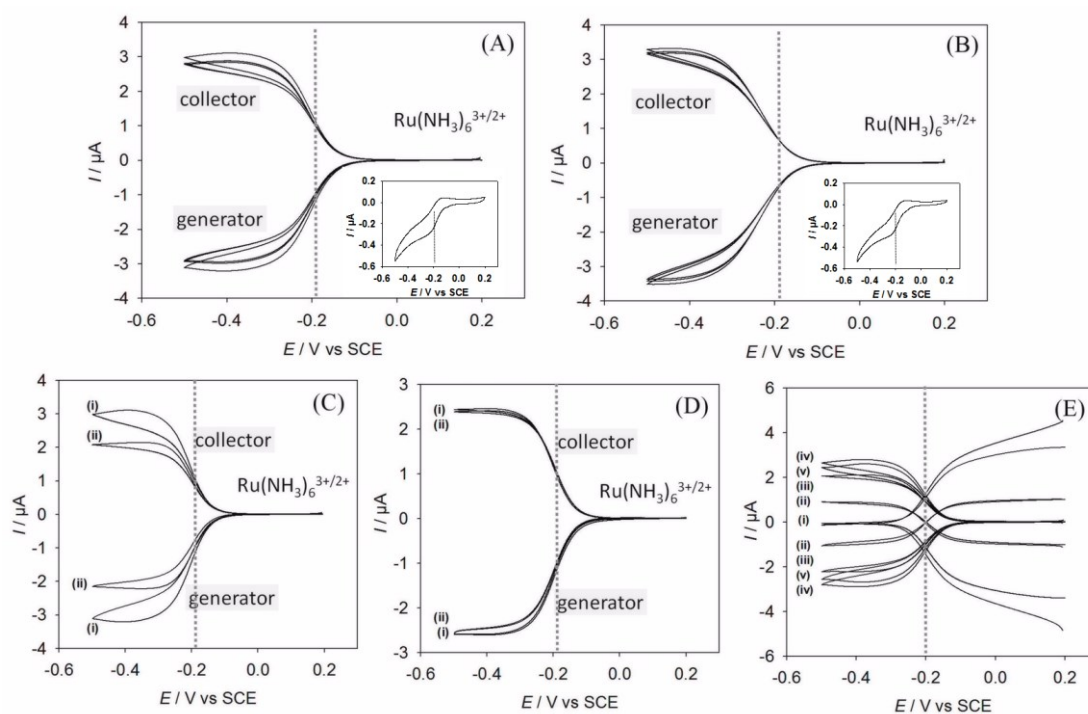 (A)
4
3
2
1
0
-1
-2
-3
-4
I / µA
collector
Ru(NH3)6 3+/2+
generator
0.2
0.0
-0.2
-0.4
-0.6
I / µA
-0.6 -0.4 -0.2 0.0 0.2
E / V vs SCE
-0.6 -0.4 -0.2 0.0 0.2
E / V vs SCE
(B)
4
3
2
1
0
-1
-2
-3
-4
I / µA
collector
Ru(NH3)6 3+/2+
generator
0.2
0.0
-0.2
-0.4
-0.6
I / µA
-0.6 -0.4 -0.2 0.0 0.2
E / V vs SCE
-0.6 -0.4 -0.2 0.0 0.2
E / V vs SCE
(C)
4
3
2
1
0
-1
-2
-3
-4
I / µA
(i)
(ii)
collector
Ru(NH3)6 3+/2+
(ii)
generator
(i)
-0.6 -0.4 -0.2 0.0 0.2
E / V vs SCE
(D)
3
2
1
0
-1
-2
-3
I / µA
(i)
(ii)
collector
Ru(NH3)6 3+/2+
generator
(ii)
(i)
-0.6 -0.4 -0.2 0.0 0.2
E / V vs SCE
(E)
6
4
2
0
-2
-4
-6
I / µA
(iv)
(v)
(iii)
(ii)
(i)
(ii)
(iii)
(v)
(iv)
-0.6 -0.4 -0.2 0.0 0.2
E / V vs SCE